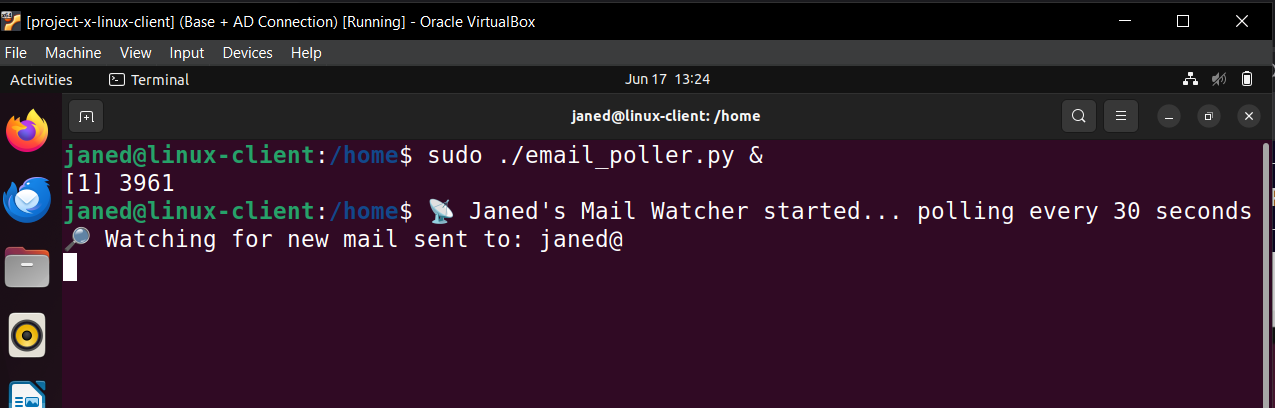 [project-x-linux-client] (Base + AD Connection) [Running] - Oracle VirtualBox
File Machine View Input Devices Help
Activities Terminal Jun 17 13:24
janed@linux-client: /home
janed@linux-client:/home$ sudo ./email_poller.py &
[1] 3961
janed@linux-client:/home$ 📡 Janed's Mail Watcher started... polling every 30 seconds
🔎 Watching for new mail sent to: janed@